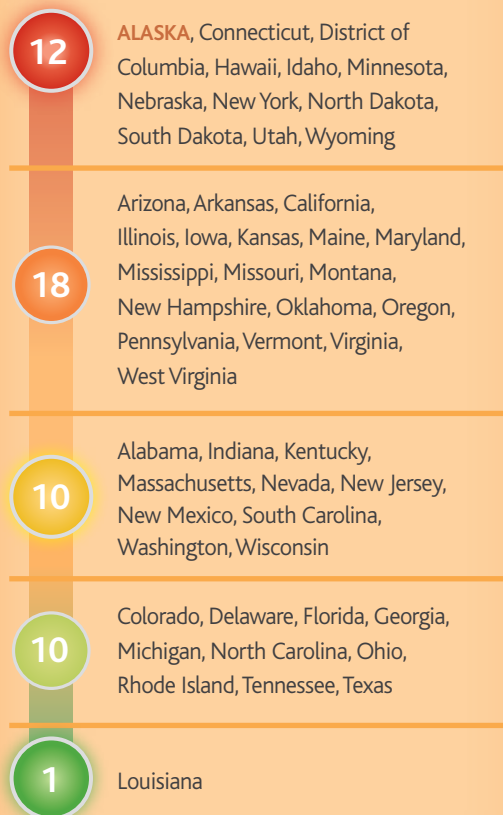 12
ALASKA, Connecticut, District of
Columbia, Hawaii, Idaho, Minnesota,
Nebraska, New York, North Dakota,
South Dakota, Utah, Wyoming
18
Arizona, Arkansas, California,
Illinois, Iowa, Kansas, Maine, Maryland,
Mississippi, Missouri, Montana,
New Hampshire, Oklahoma, Oregon,
Pennsylvania, Vermont, Virginia,
West Virginia
10
Alabama, Indiana, Kentucky,
Massachusetts, Nevada, New Jersey,
New Mexico, South Carolina,
Washington, Wisconsin
10
Colorado, Delaware, Florida, Georgia,
Michigan, North Carolina, Ohio,
Rhode Island, Tennessee, Texas
1
Louisiana